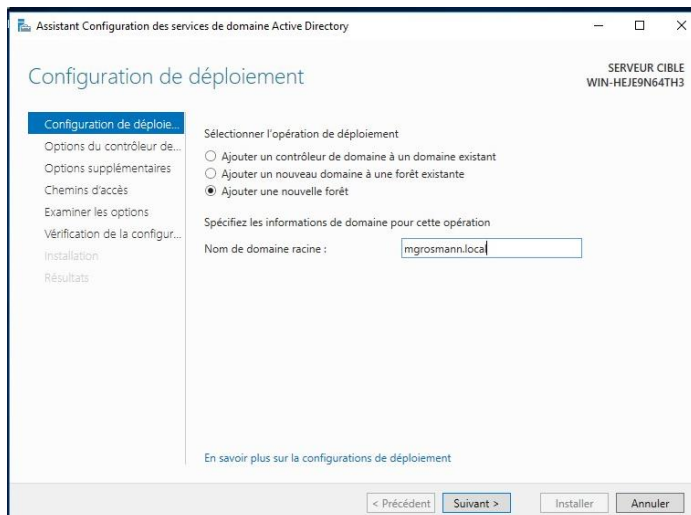 Assistant Configuration des services de domaine Active Directory
Configuration de déploiement
SERVEUR CIBLE
WIN-HEJE9N64TH3
Configuration de déploie...
Options du contrôleur de...
Options supplémentaires
Chemins d'accès
Examiner les options
Vérification de la configur...
Installation
Résultats
Sélectionner l'opération de déploiement
Ajouter un contrôleur de domaine à un domaine existant
Ajouter un nouveau domaine à une forêt existante
Ajouter une nouvelle forêt
Spécifiez les informations de domaine pour cette opération
Nom de domaine racine : mgrosmann.local
En savoir plus sur la configurations de déploiement
< Précédent Suivant > Installer Annuler